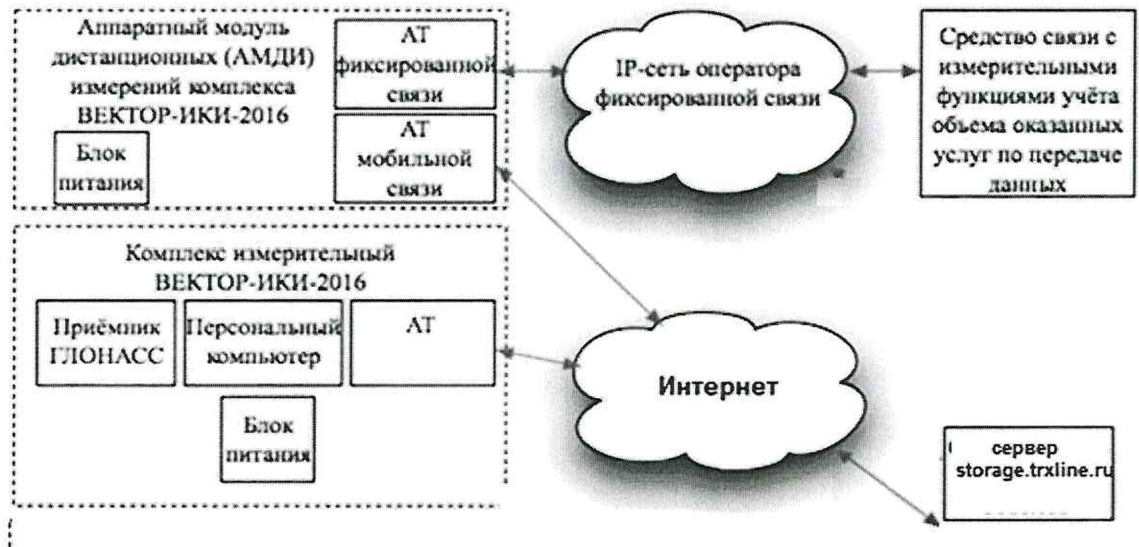 Аппаратный модуль
дистанционных (АМДИ)
измерений комплекса
ВЕКТОР-ИКИ-2016
Блок
питания
АТ
фиксированной
связи
АТ
мобильной
связи
IP-сеть оператора
фиксированной связи
Средство связи с
измерительными
функциями учёта
объема оказанных
услуг по передаче
данных
Комплекс измерительный
ВЕКТОР-ИКИ-2016
Приёмник
ГЛОНАСС
Персональный
компьютер
АТ
Блок
питания
Интернет
сервер
storage.trxline.ru